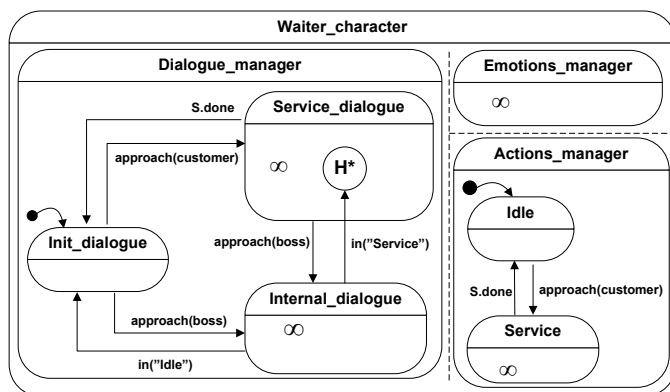 Waiter_character
Dialogue_manager
S.done
Service_dialogue
approach(customer)
∞
H*
Init_dialogue
approach(boss)
in("Service")
Internal_dialogue
∞
approach(boss)
in("Idle")
Emotions_manager
∞
Actions_manager
Idle
S.done
approach(customer)
Service
∞